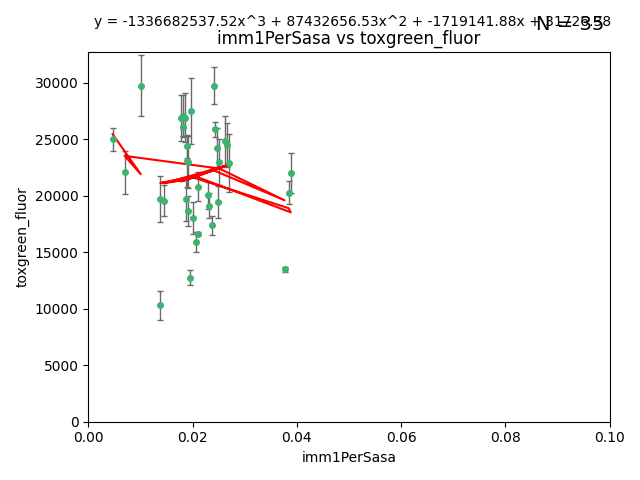 y = -1336682537.52x^3 + 87432656.53x^2 + -1719141.88x +
N = 35
imm1PerSasa vs toxgreen_fluor
30000
25000
20000
15000
10000
5000
0
toxgreen_fluor
0.00 0.02 0.04 0.06 0.08 0.10
imm1PerSasa